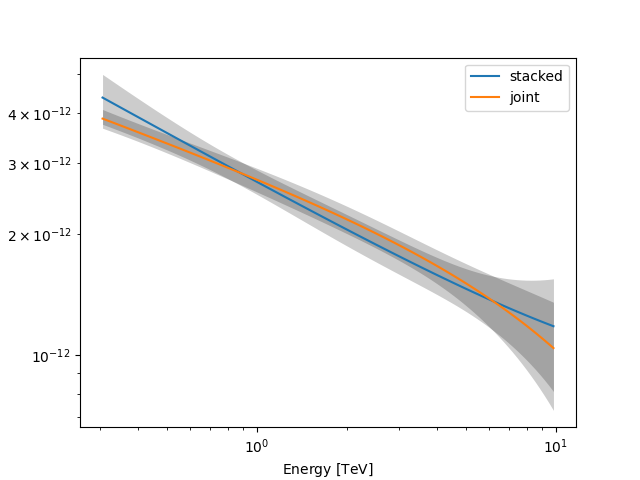 stacked
joint
4 × 10⁻¹²
3 × 10⁻¹²
2 × 10⁻¹²
10⁻¹²
10⁰
10¹
Energy [TeV]